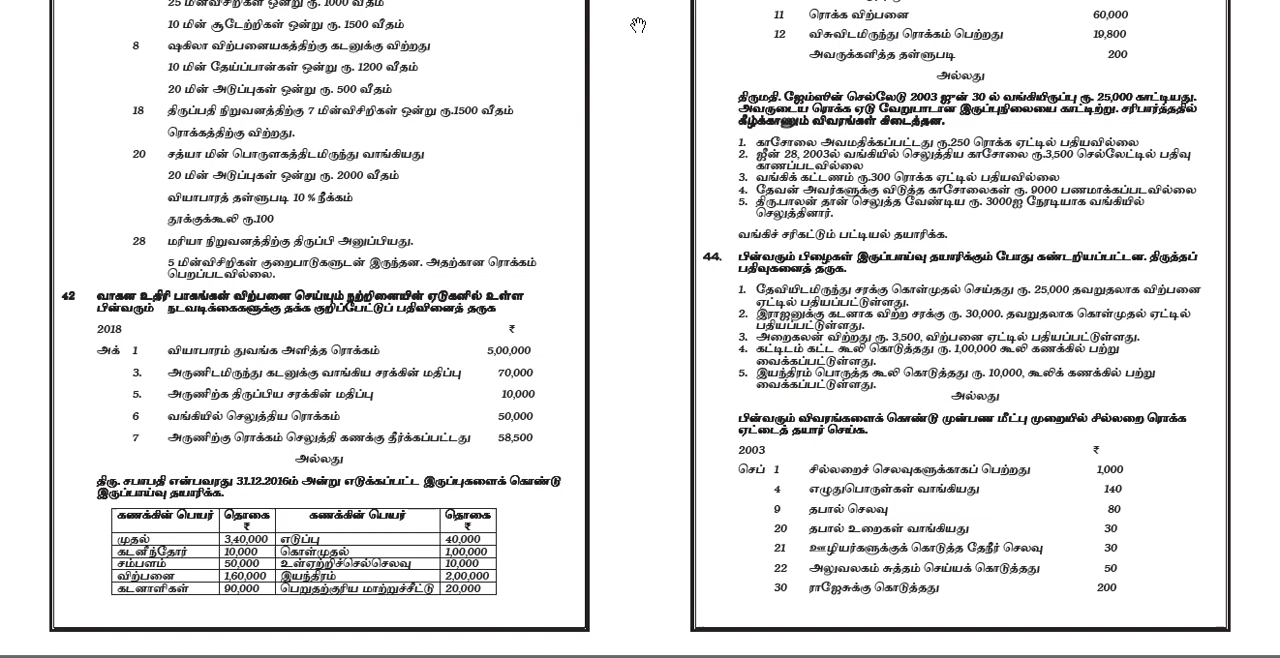 25 மின்விசிறிகள் ஒன்று ரூ. 1000 வீதம்
10 மின் சூடேற்றிகள் ஒன்று ரூ. 1500 வீதம்
8 ஷகிலா விற்பனையகத்திற்கு கடனுக்கு விற்றது
10 மின் தேய்ப்பான்கள் ஒன்று ரூ. 1200 வீதம்
20 மின் அடுப்புகள் ஒன்று ரூ. 500 வீதம்
18 திருப்பதி நிறுவனத்திற்கு 7 மின்விசிறிகள் ஒன்று ரூ.1500 வீதம்
ரொக்கத்திற்கு விற்றது.
20 சத்யா மின் பொருளகத்திடமிருந்து வாங்கியது
20 மின் அடுப்புகள் ஒன்று ரூ. 2000 வீதம்
வியாபாரத் தள்ளுபடி 10 % நீக்கம்
தூக்குக்கூலி ரூ.100
28 மரியா நிறுவனத்திற்கு திருப்பி அனுப்பியது.
5 மின்விசிறிகள் குறைபாடுகளுடன் இருந்தன. அதற்கான ரொக்கம்
பெறப்படவில்லை.
42 வாகன உதிரி பாகங்கள் விற்பனை செய்யும் நற்றினையின் ஏடுகளில் உள்ள
பின்வரும் நடவடிக்கைகளுக்கு தக்க குறிப்பேட்டுப் பதிவினைத் தருக
2018 ₹
அக் 1 வியாபாரம் துவங்க அளித்த ரொக்கம் 5,00,000
3. அருணிடமிருந்து கடனுக்கு வாங்கிய சரக்கின் மதிப்பு 70,000
5. அருணிற்க திருப்பிய சரக்கின் மதிப்பு 10,000
6 வங்கியில் செலுத்திய ரொக்கம் 50,000
7 அருணிற்கு ரொக்கம் செலுத்தி கணக்கு தீர்க்கப்பட்டது 58,500
அல்லது
திரு. சபாபதி என்பவரது 31.12.2016ம் அன்று எடுக்கப்பட்ட இருப்புகளைக் கொண்டு
இருப்பாய்வு தயாரிக்க.
கணக்கின் பெயர் தொகை கணக்கின் பெயர் தொகை
₹ ₹
முதல் 3,40,000 எடுப்பு 40,000
கடனீந்தோர் 10,000 கொள்முதல் 1,00,000
சம்பளம் 50,000 உள்ஏற்றிச்செல்செலவு 10,000
விற்பனை 1,60,000 இயந்திரம் 2,00,000
கடனாளிகள் 90,000 பெறுதற்குரிய மாற்றுச்சீட்டு 20,000
11 ரொக்க விற்பனை 60,000
12 விசுவிடமிருந்து ரொக்கம் பெற்றது 19,800
அவருக்களித்த தள்ளுபடி 200
அல்லது
திருமதி. ஜேம்ஸின் செல்லேடு 2003 ஜுன் 30 ல் வங்கியிருப்பு ரூ. 25,000 காட்டியது.
அவருடைய ரொக்க ஏடு வேறுபாடான இருப்புநிலையை காட்டிற்று. சரிபார்த்ததில்
கீழ்க்காணும் விவரங்கள் கிடைத்தன.
1. காசோலை அவமதிக்கப்பட்டது ரூ.250 ரொக்க ஏட்டில் பதியவில்லை
2. ஜீன் 28, 2003ல் வங்கியில் செலுத்திய காசோலை ரூ.3,500 செல்லேட்டில் பதிவு
காணப்படவில்லை
3. வங்கிக் கட்டணம் ரூ.300 ரொக்க ஏட்டில் பதியவில்லை
4. தேவன் அவர்களுக்கு விடுத்த காசோலைகள் ரூ. 9000 பணமாக்கப்படவில்லை
5. திருபாலன் தான் செலுத்த வேண்டிய ரூ. 3000ஐ நேரடியாக வங்கியில்
செலுத்தினார்.
வங்கிச் சரிகட்டும் பட்டியல் தயாரிக்க.
44. பின்வரும் பிழைகள் இருப்பாய்வு தயாரிக்கும் போது கண்டறியப்பட்டன. திருத்தப்
பதிவுகளைத் தருக.
1. தேவியிடமிருந்து சரக்கு கொள்முதல் செய்தது ரூ. 25,000 தவறுதலாக விற்பனை
ஏட்டில் பதியப்பட்டுள்ளது.
2. இராஜனுக்கு கடனாக விற்ற சரக்கு ரூ. 30,000. தவறுதலாக கொள்முதல் ஏட்டில்
பதியப்பட்டுள்ளது.
3. அறைகலன் விற்றது ரூ. 3,500, விற்பனை ஏட்டில் பதியப்பட்டுள்ளது.
4. கட்டிடம் கட்ட கூலி கொடுத்தது ரூ. 1,00,000 கூலி கணக்கில் பற்று
வைக்கப்பட்டுள்ளது.
5. இயந்திரம் பொருத்த கூலி கொடுத்தது ரூ. 10,000, கூலிக் கணக்கில் பற்று
வைக்கப்பட்டுள்ளது.
அல்லது
பின்வரும் விவரங்களைக் கொண்டு முன்பண மீட்பு முறையில் சில்லறை ரொக்க
ஏட்டைத் தயார் செய்க.
2003 ₹
செப் 1 சில்லறைச் செலவுகளுக்காகப் பெற்றது 1,000
4 எழுதுபொருள்கள் வாங்கியது 140
9 தபால் செலவு 80
20 தபால் உறைகள் வாங்கியது 30
21 ஊழியர்களுக்குக் கொடுத்த தேநீர் செலவு 30
22 அலுவலகம் சுத்தம் செய்யக் கொடுத்தது 50
30 ராஜேசுக்கு கொடுத்தது 200